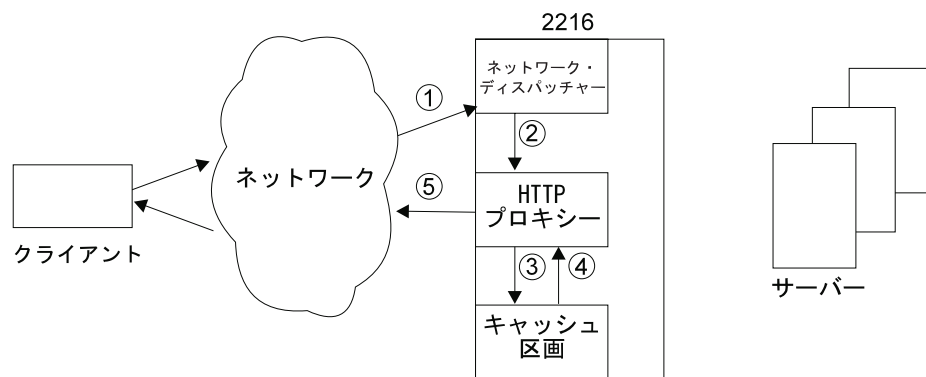 2216
ネットワーク・
ディスパッチャー
①
②
ネットワーク
⑤
HTTP
プロキシー
クライアント
③
④
サーバー
キャッシュ
区画